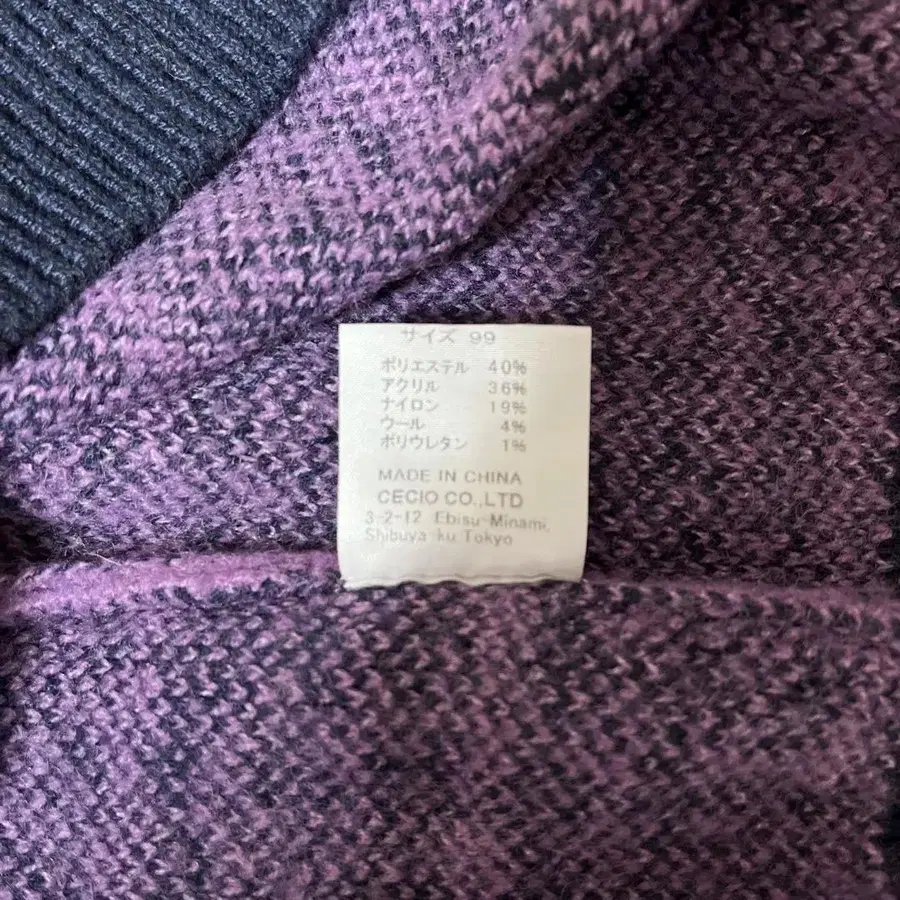 サイズ 99
ポリエステル 40%
アクリル 36%
ナイロン 19%
ウール 4%
ポリウレタン 1%
MADE IN CHINA
CECIO CO.,LTD
3-2-12 Ebisu-Minami,
Shibuya ku Tokyo